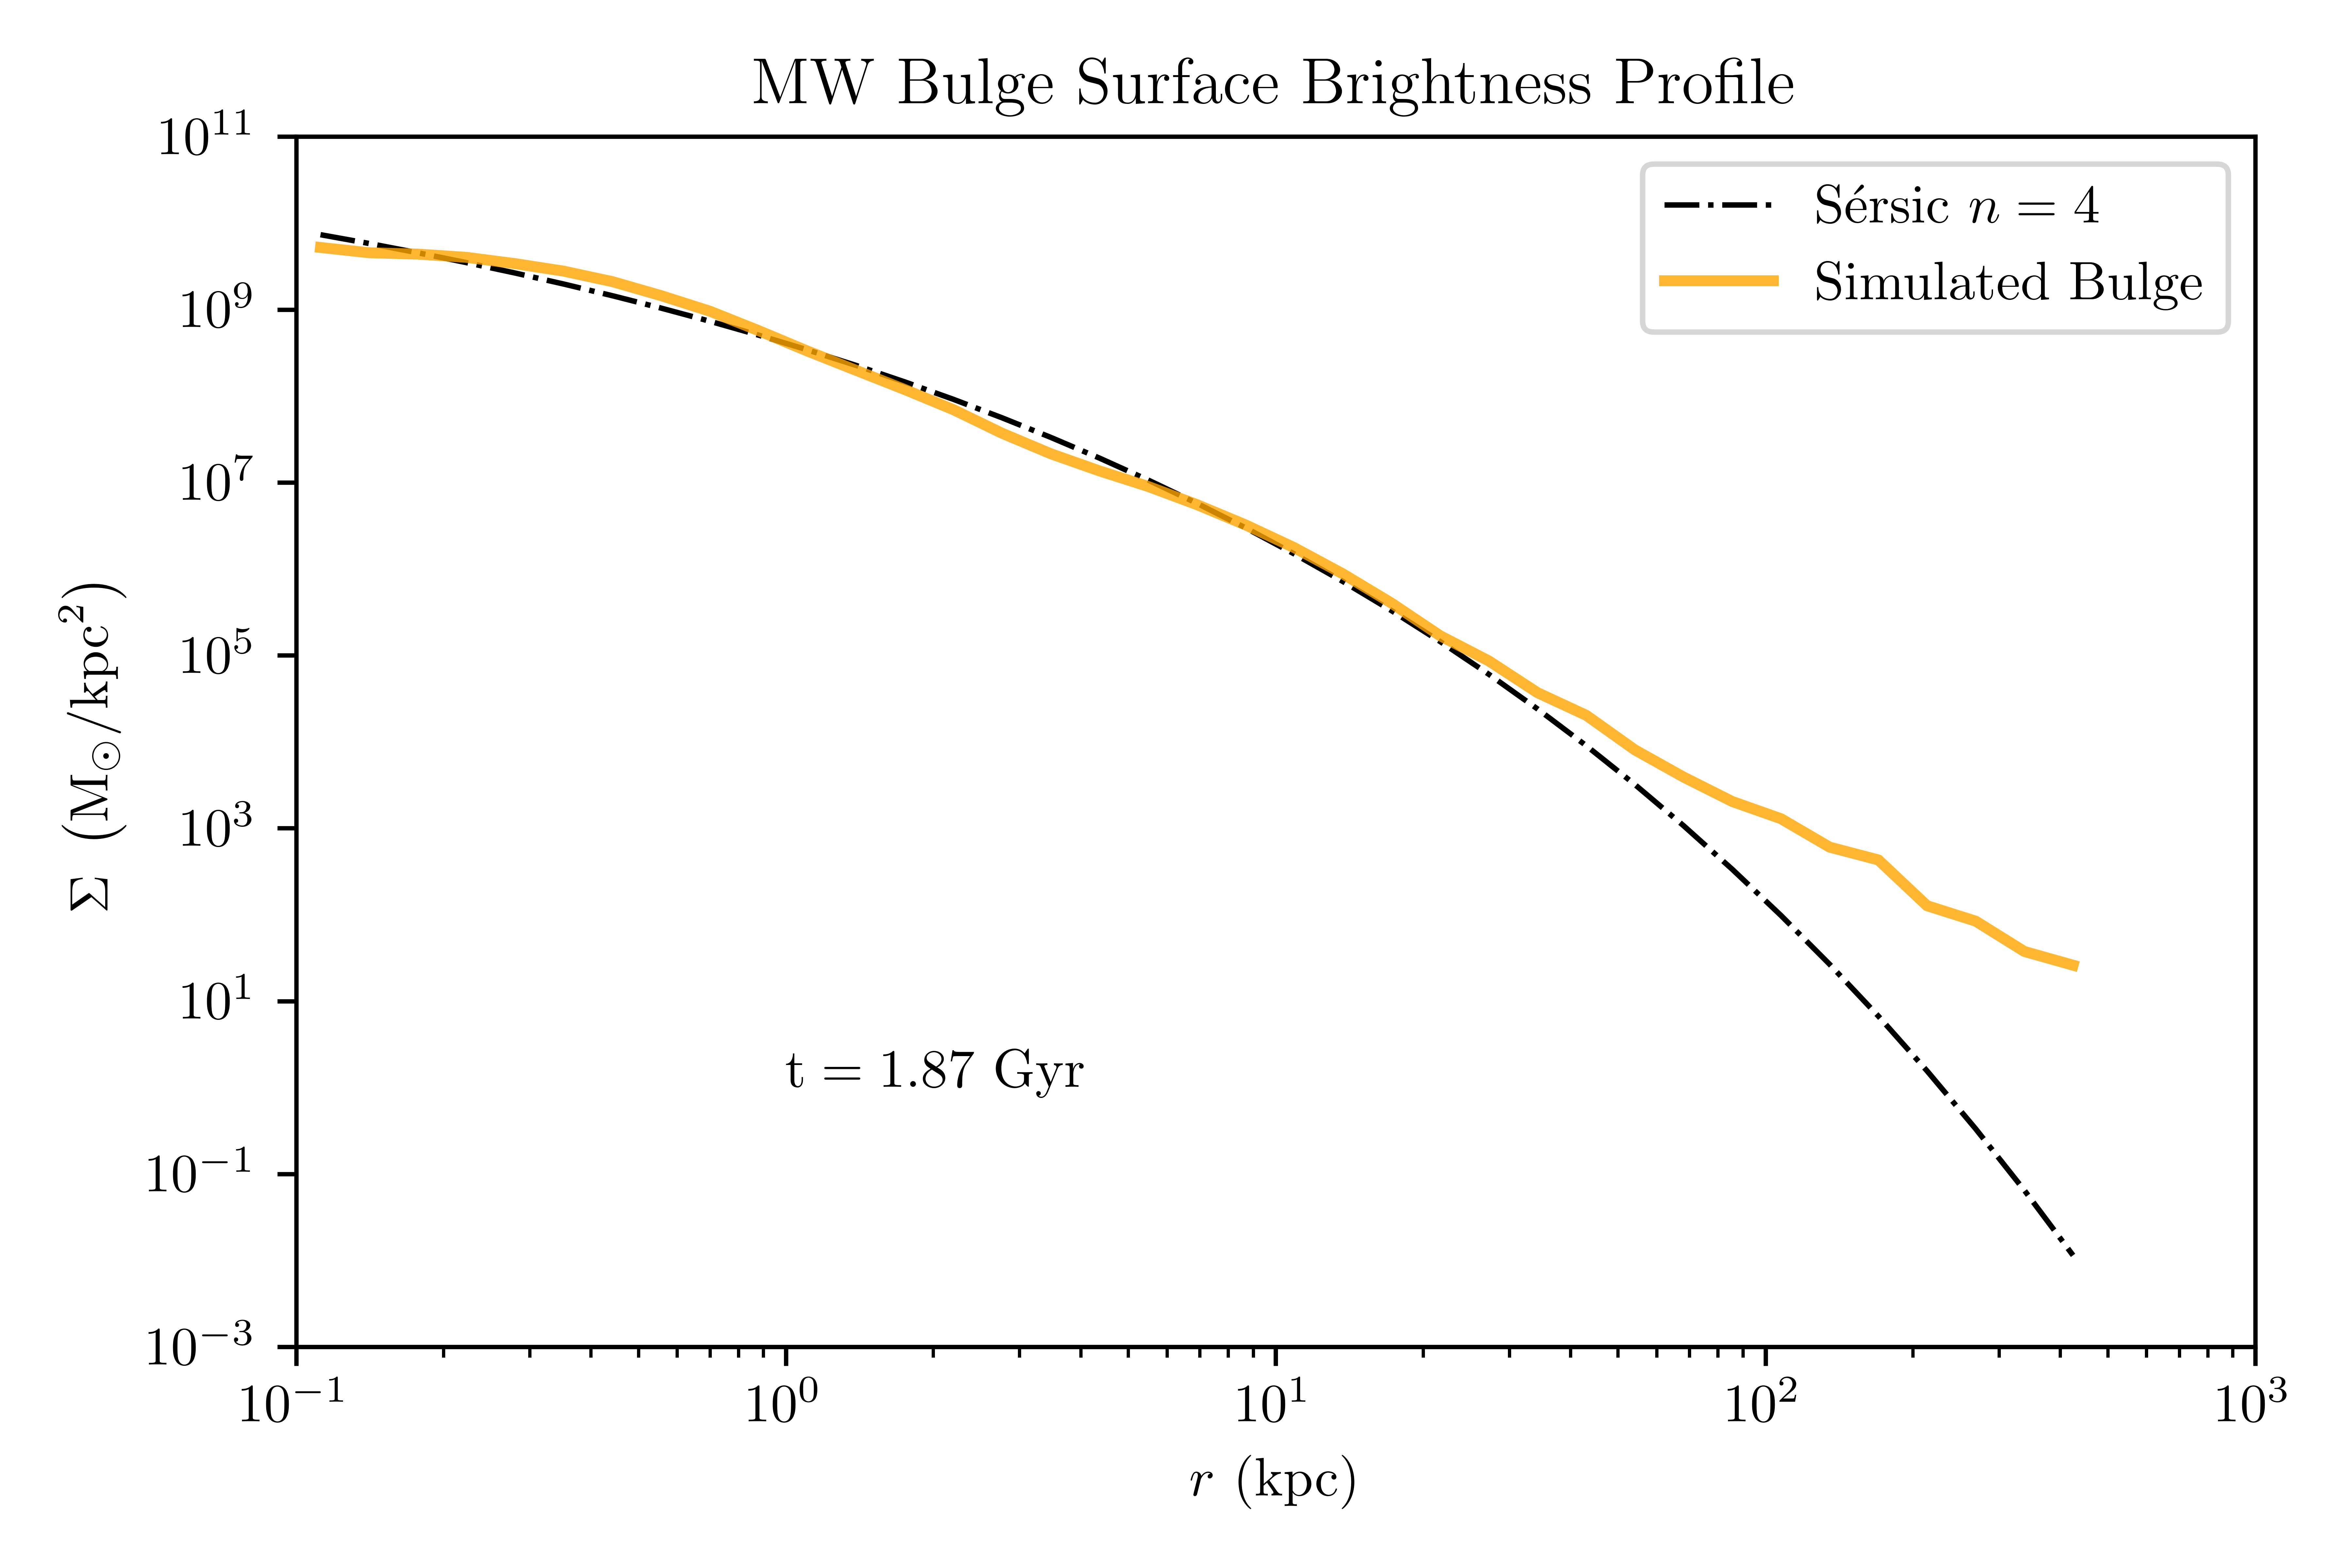 MW Bulge Surface Brightness Profile
10¹¹
10⁹
10⁷
10⁵
10³
10¹
10⁻¹
10⁻³
Σ (M⊙/kpc²)
Sérsic n = 4
Simulated Bulge
t = 1.87 Gyr
10⁻¹ 10⁰ 10¹ 10² 10³
r (kpc)